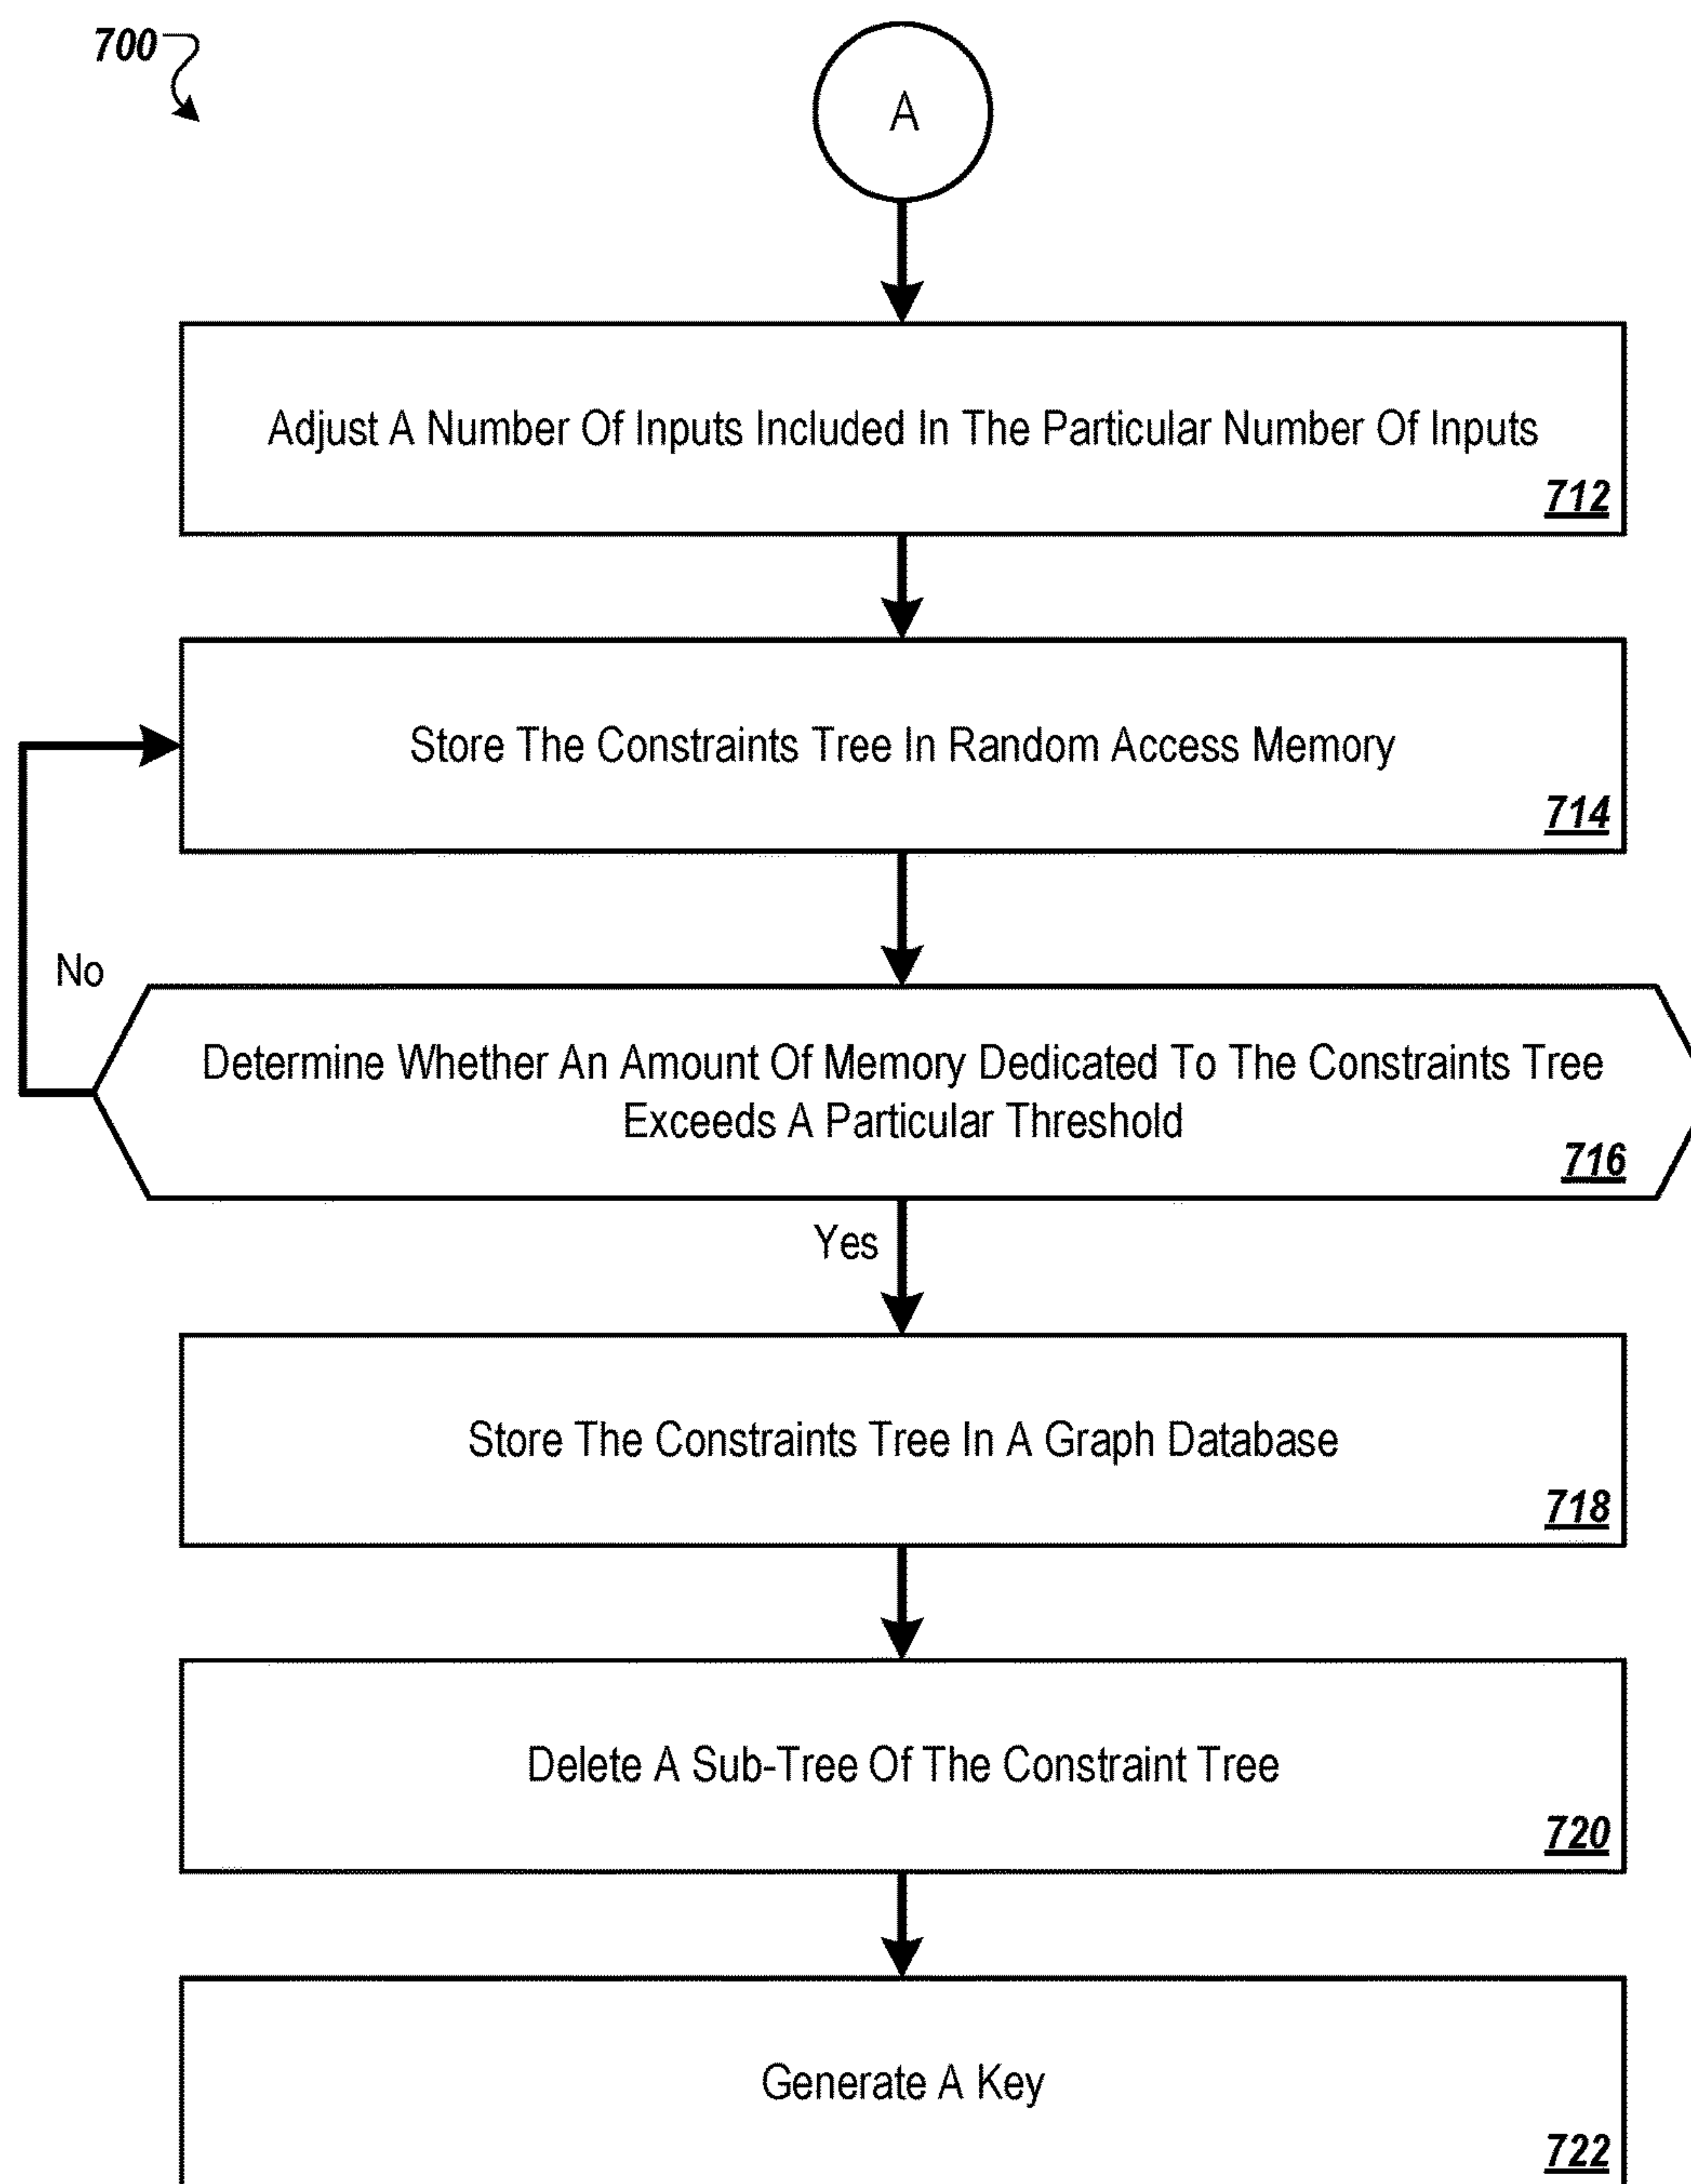 700
A
Adjust A Number Of Inputs Included In The Particular Number Of Inputs
712
Store The Constraints Tree In Random Access Memory
714
No
Determine Whether An Amount Of Memory Dedicated To The Constraints Tree
Exceeds A Particular Threshold
716
Yes
Store The Constraints Tree In A Graph Database
718
Delete A Sub-Tree Of The Constraint Tree
720
Generate A Key
722